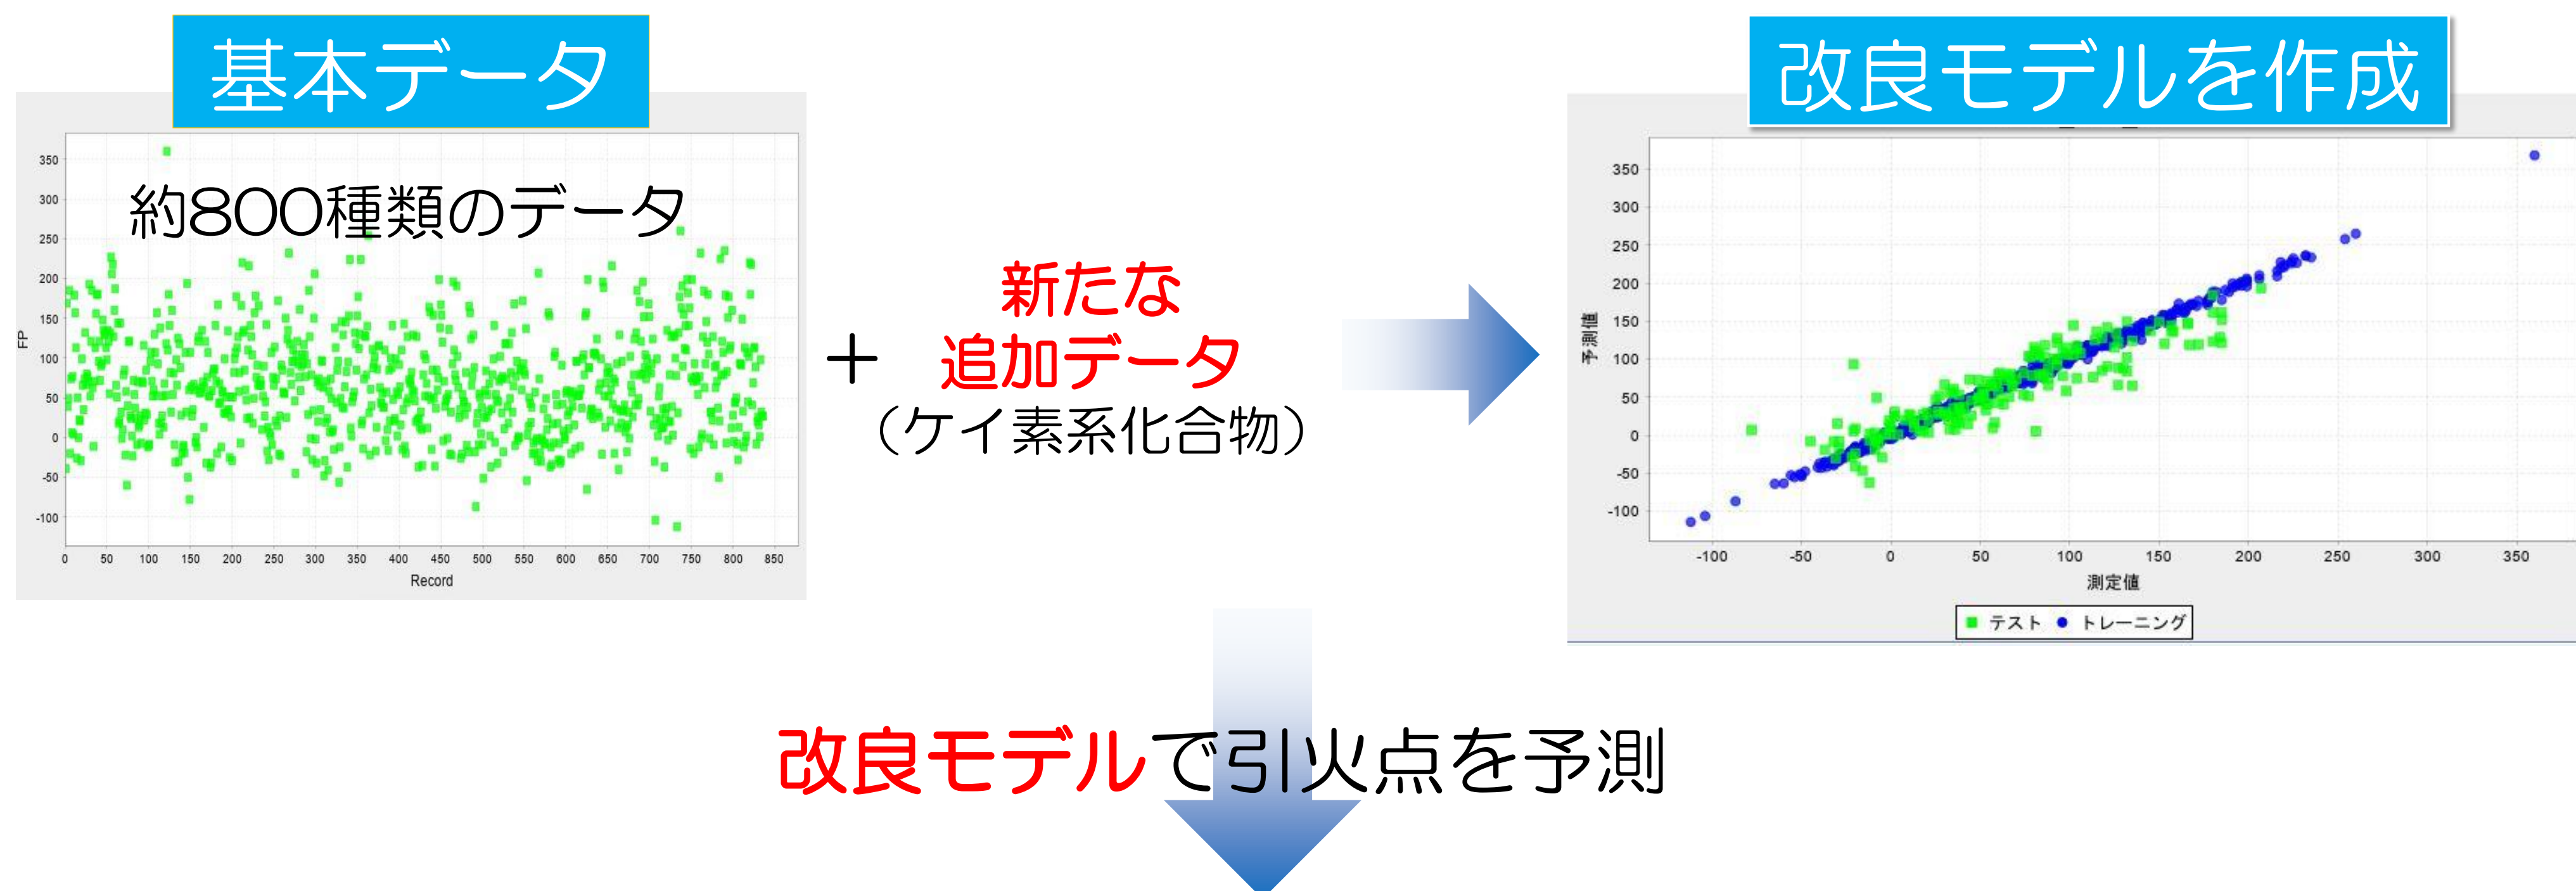 基本データ
約800種類のデータ
350
300
250
200
150
100
50
0
-50
-100
FP
0 50 100 150 200 250 300 350 400 450 500 550 600 650 700 750 800 850
Record
+
新たな
追加データ
（ケイ素系化合物）
改良モデルを作成
350
300
250
200
150
100
50
0
-50
-100
予測値
-100 -50 0 50 100 150 200 250 300 350
測定値
テスト トレーニング
改良モデルで引火点を予測